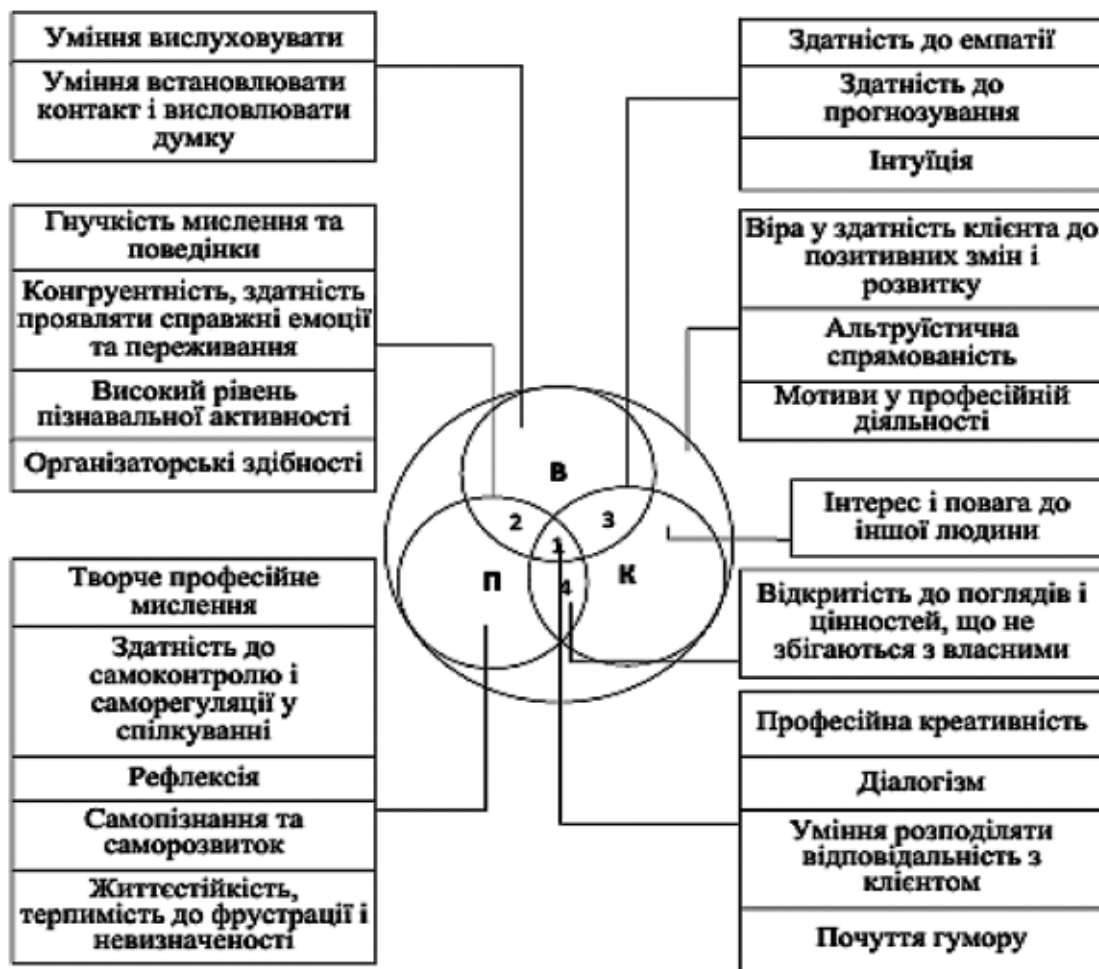 Уміння вислуховувати
Уміння встановлювати
контакт і висловлювати
думку
Гнучкість мислення та
поведінки
Конгруентність, здатність
проявляти справжні емоції
та переживання
Високий рівень
пізнавальної активності
Організаторські здібності
Творче професійне
мислення
Здатність до
самоконтролю і
саморегуляції у
спілкуванні
Рефлексія
Самопізнання та
саморозвиток
Життєстійкість,
терпимість до фрустрації і
невизначеності
В
2
3
1
П
4
К
Здатність до емпатії
Здатність до
прогнозування
Інтуїція
Віра у здатність клієнта до
позитивних змін і
розвитку
Альтруїстична
спрямованість
Мотиви у професійній
діяльності
Інтерес і повага до
іншої людини
Відкритість до поглядів і
цінностей, що не
збігаються з власними
Професійна креативність
Діалогізм
Уміння розподіляти
відповідальність з
клієнтом
Почуття гумору